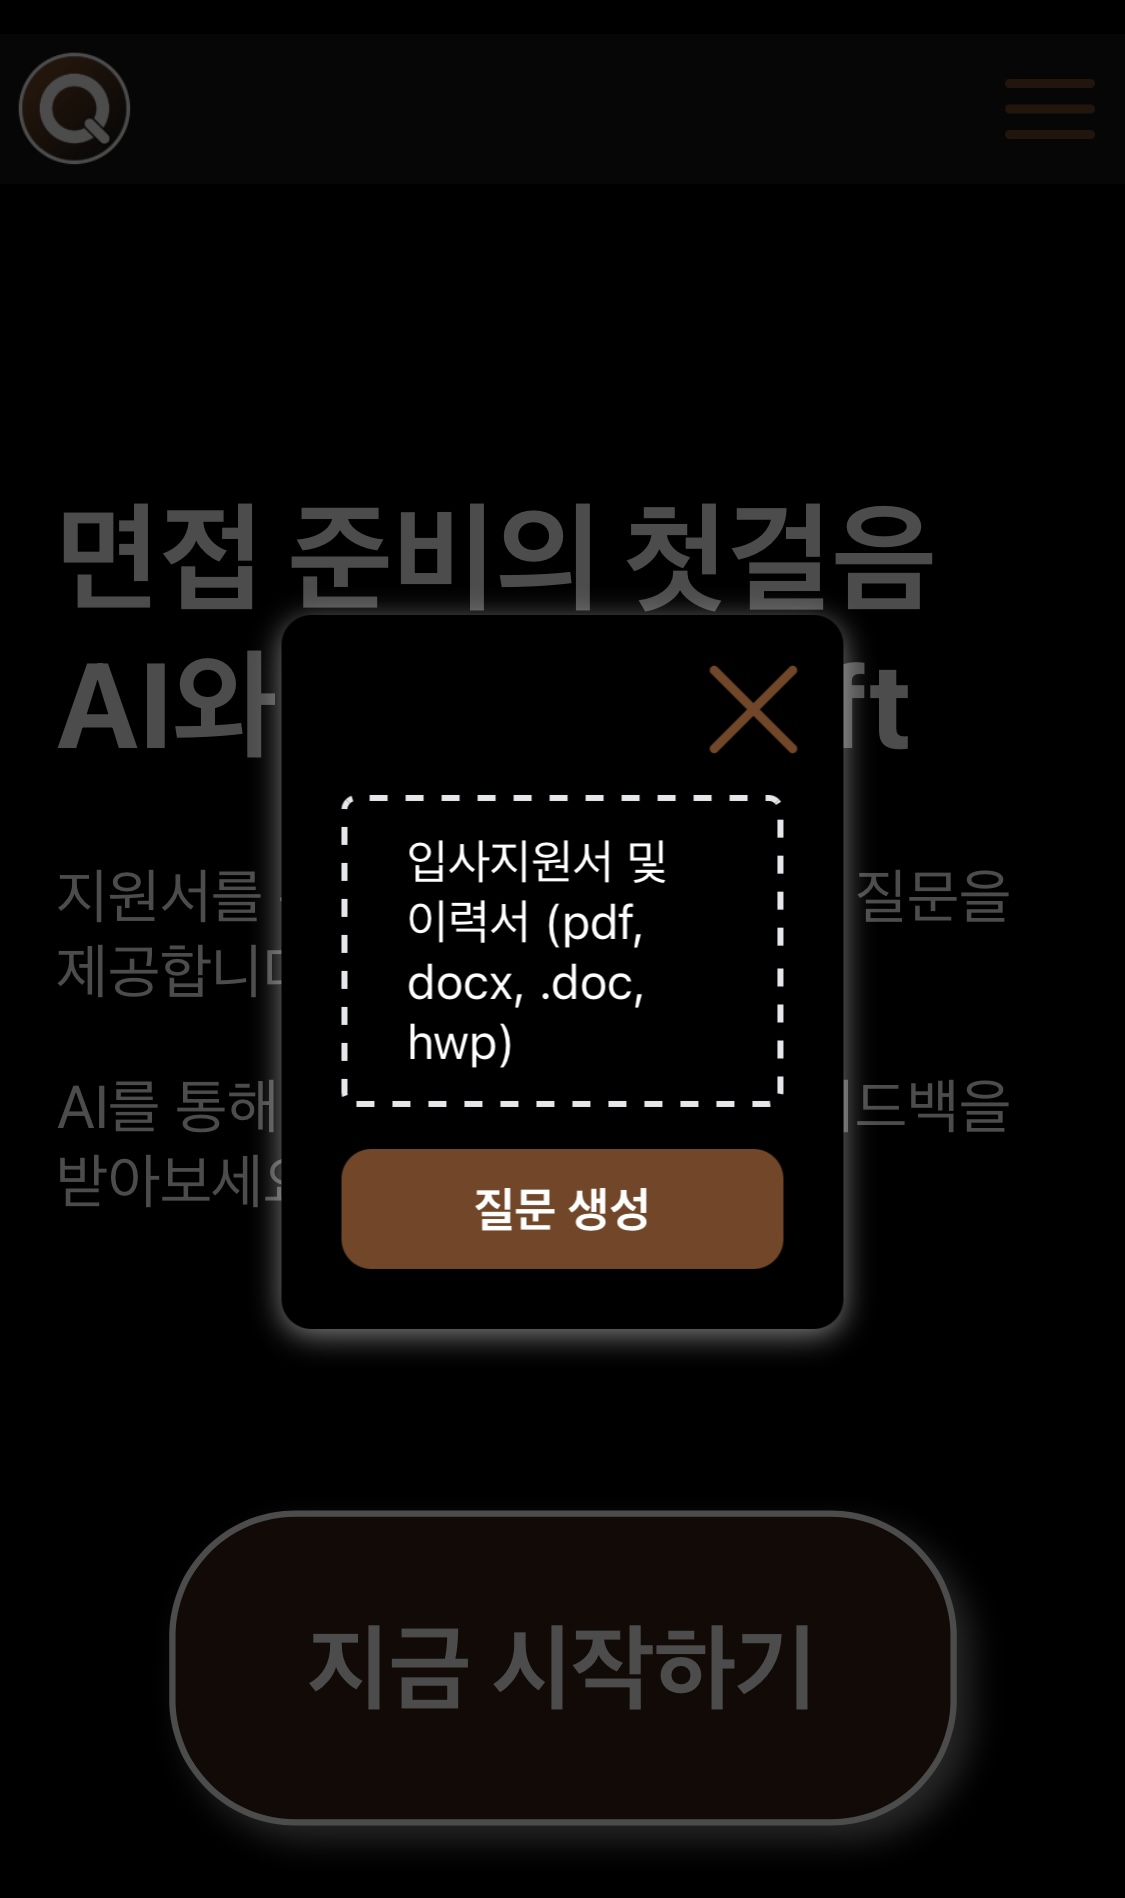 면접 준비의 첫걸음
AI와 ft
지원서를 질문을
제공합니다
AI를 통해 드백을
받아보세요
입사지원서 및
이력서 (pdf,
docx, .doc,
hwp)
질문 생성
지금 시작하기